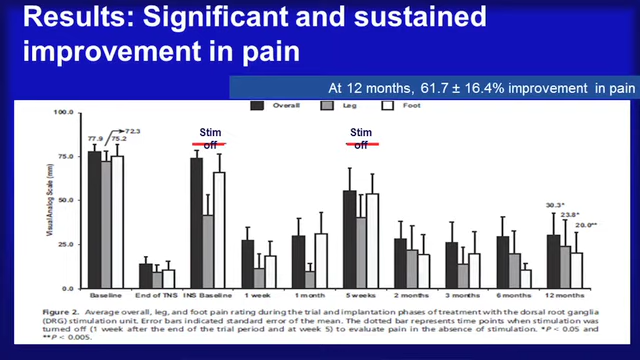 Results: Significant and sustained
improvement in pain
At 12 months, 61.7 ± 16.4% improvement in pain
Overall Leg Foot
100.0
75.0
50.0
25.0
0.0
Visual Analog Scale (mm)
77.9 75.2 72.3
Stim
off
Stim
off
30.3* 23.8* 20.0**
Baseline End of TNS INS Baseline 1 week 1 month 5 weeks 2 months 3 months 6 months 12 months
Figure 2. Average overall, leg, and foot pain rating during the trial and implantation phases of treatment with the dorsal root ganglia
(DRG) stimulation unit. Error bars indicated standard error of the mean. The dotted bar represents time points when stimulation was
turned off (1 week after the end of the trial period and at week 5) to evaluate pain in the absence of stimulation. *P < 0.05 and
**P < 0.005.